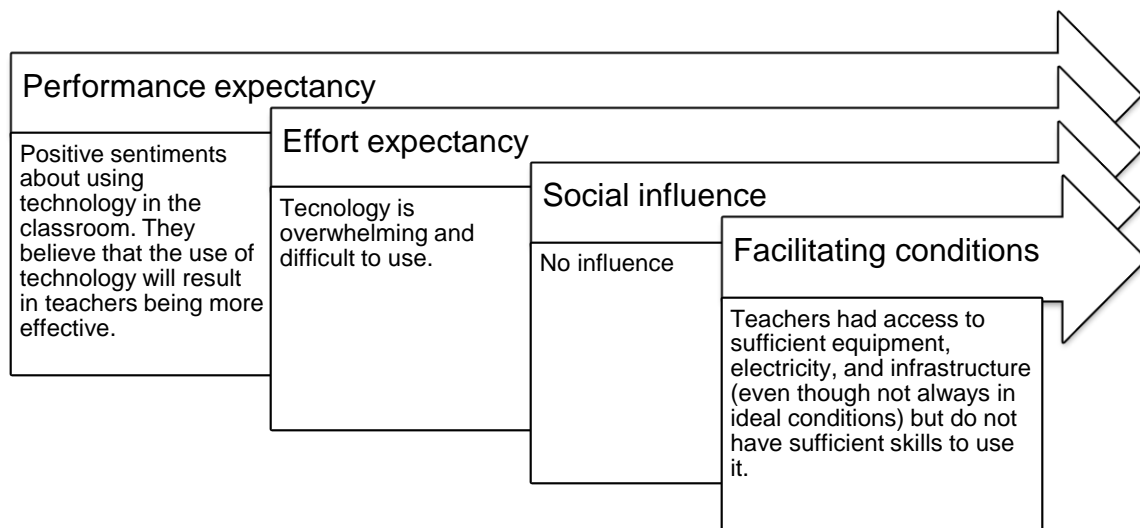 Performance expectancy
Positive sentiments
about using
technology in the
classroom. They
believe that the use of
technology will result
in teachers being more
effective.
Effort expectancy
Tecnology is
overwhelming and
difficult to use.
Social influence
No influence
Facilitating conditions
Teachers had access to
sufficient equipment,
electricity, and infrastructure
(even though not always in
ideal conditions) but do not
have sufficient skills to use
it.